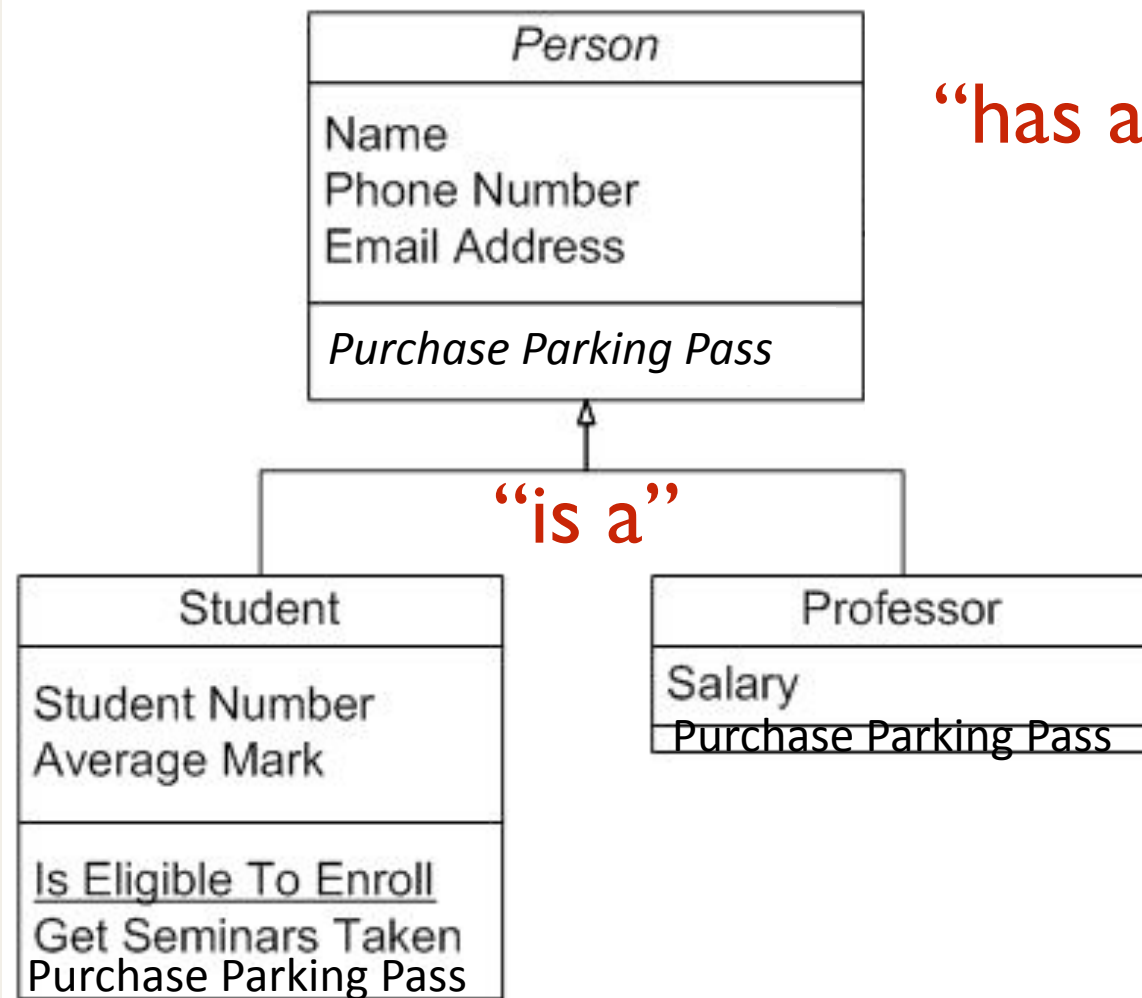 Person
“has a
Name
Phone Number
Email Address
Purchase Parking Pass
“is a”
Student
Student Number
Average Mark
Is Eligible To Enroll
Get Seminars Taken
Purchase Parking Pass
Professor
Salary
Purchase Parking Pass